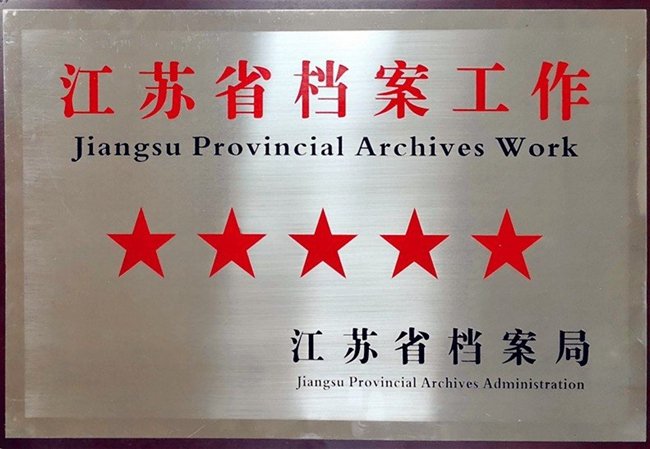 江苏省档案工作
Jiangsu Provincial Archives Work
江苏省档案局
Jiangsu Provincial Archives Administration